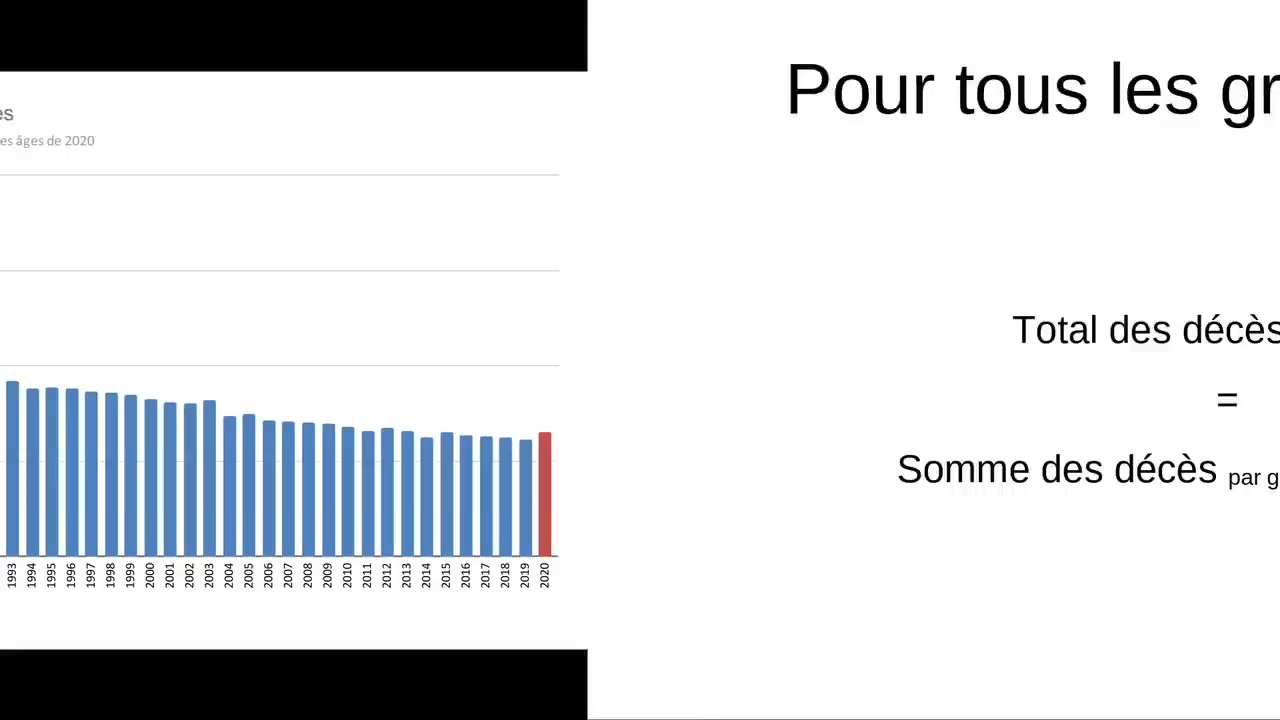 es
es âges de 2020
1993 1994 1995 1996 1997 1998 1999 2000 2001 2002 2003 2004 2005 2006 2007 2008 2009 2010 2011 2012 2013 2014 2015 2016 2017 2018 2019 2020
Pour tous les gr
Total des décès
=
Somme des décès par g